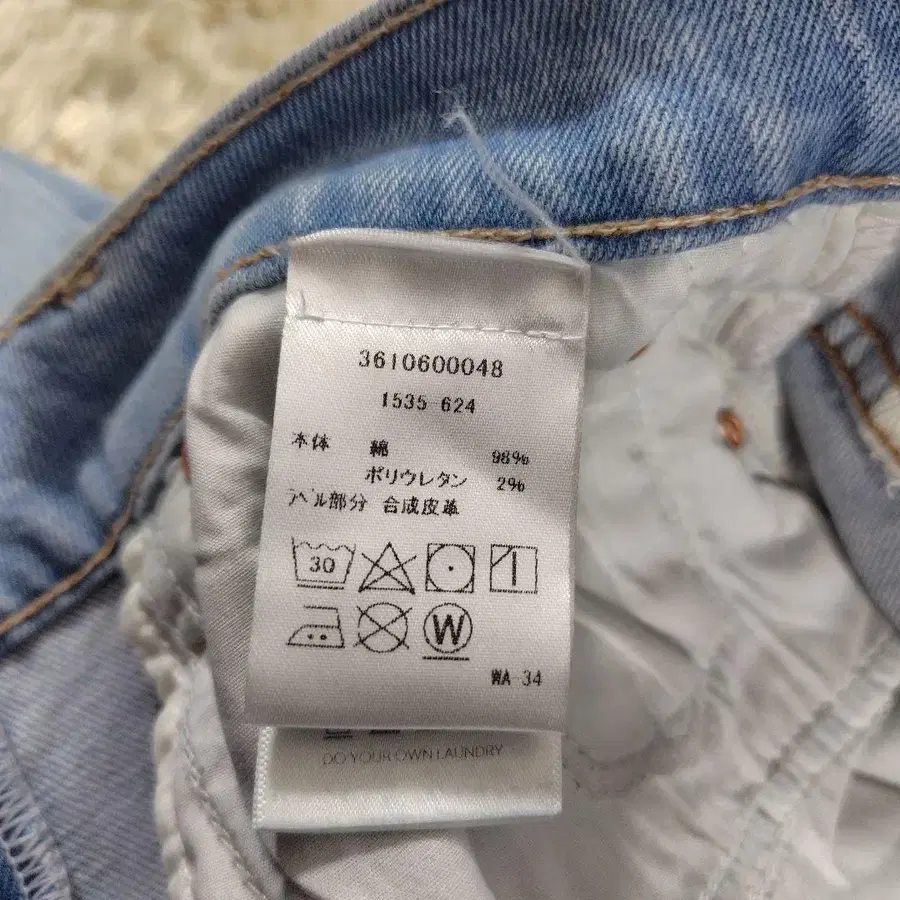 3610600048
1535 624
本体 綿 98%
ポリウレタン 2%
ラベル部分 合成皮革
30
W
WA-34
DO YOUR OWN LAUNDRY